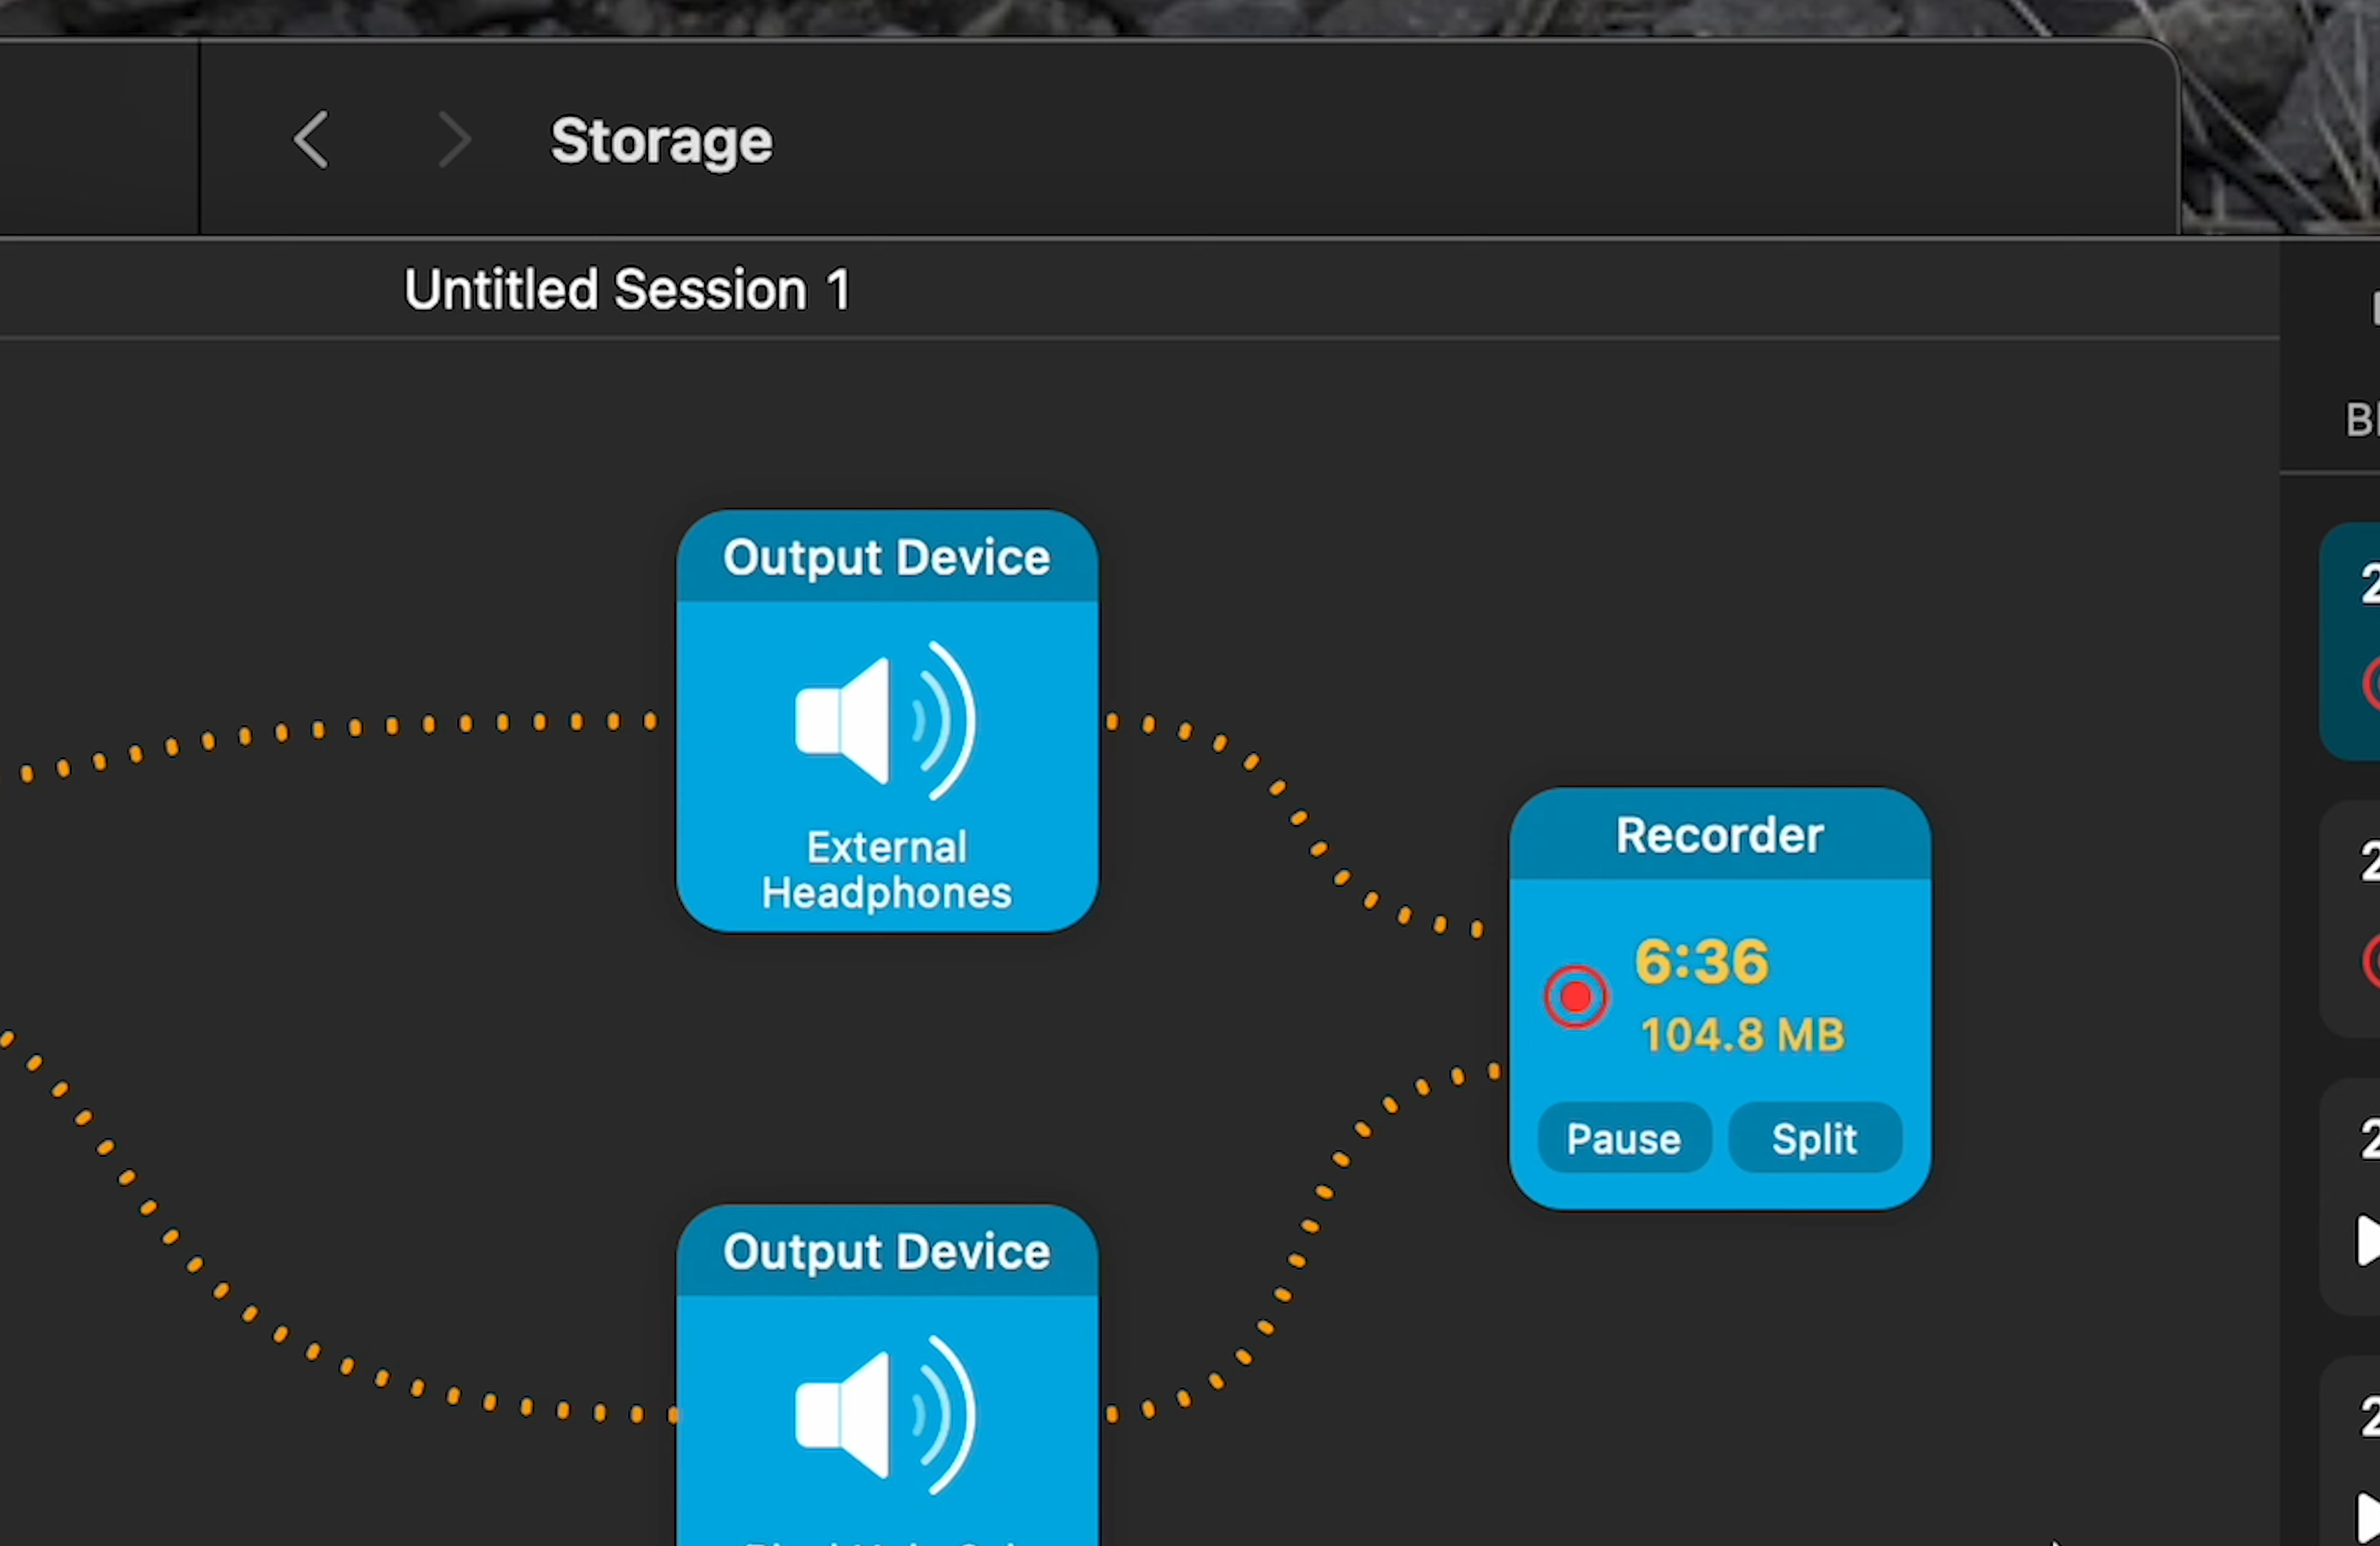 Storage
Untitled Session 1
Output Device
External
Headphones
Recorder
6:36
104.8 MB
Pause
Split
Output Device